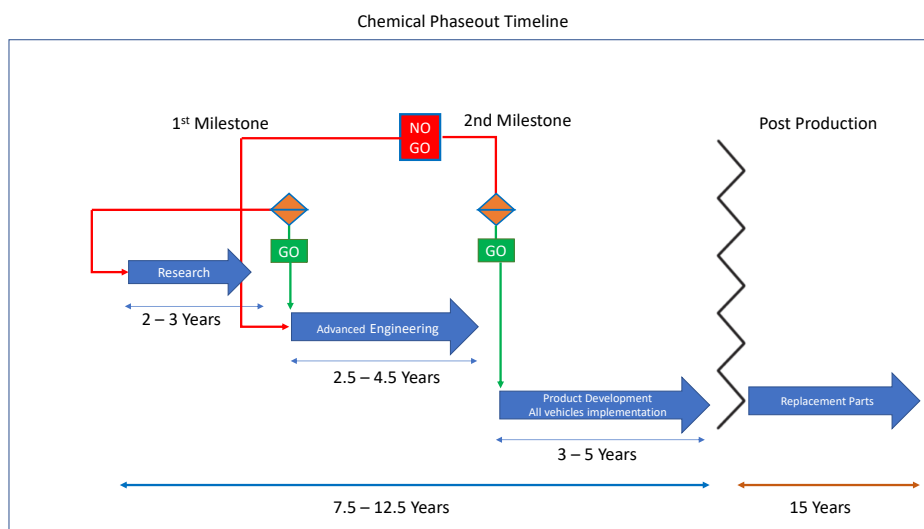 Chemical Phaseout Timeline
1st Milestone
NO
GO
2nd Milestone
Post Production
GO
GO
Research
2 – 3 Years
Advanced Engineering
2.5 – 4.5 Years
Product Development
All vehicles implementation
Replacement Parts
3 – 5 Years
7.5 – 12.5 Years
15 Years